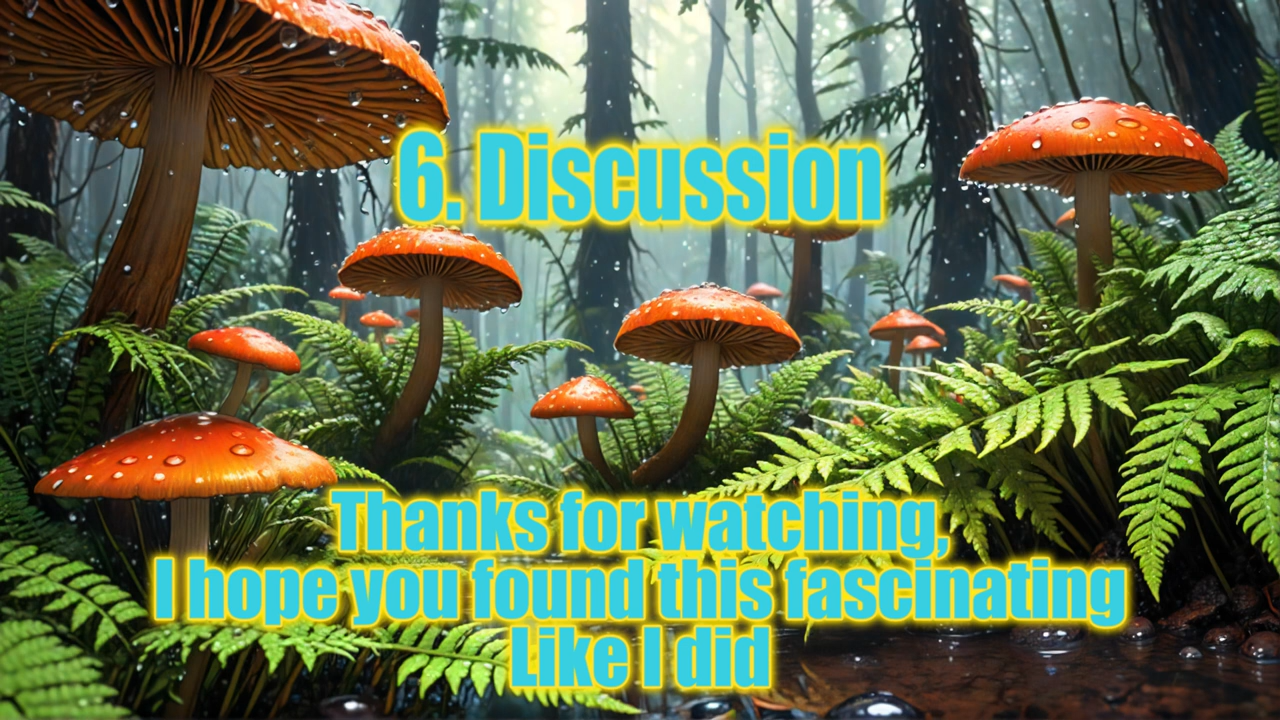 6. Discussion
Thanks for watching,
I hope you found this fascinating
Like I did